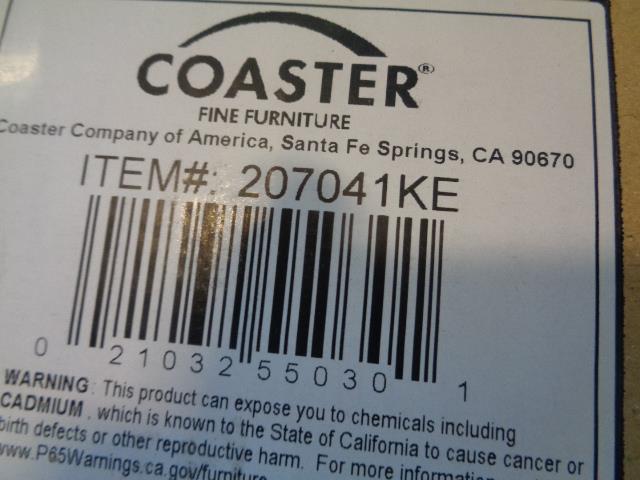 COASTER®
FINE FURNITURE
Coaster Company of America, Santa Fe Springs, CA 90670
ITEM#: 207041KE
0 21032 55030 1
WARNING: This product can expose you to chemicals including
CADMIUM, which is known to the State of California to cause cancer or
birth defects or other reproductive harm. For more information
www.P65Warnings.ca.gov/furniture